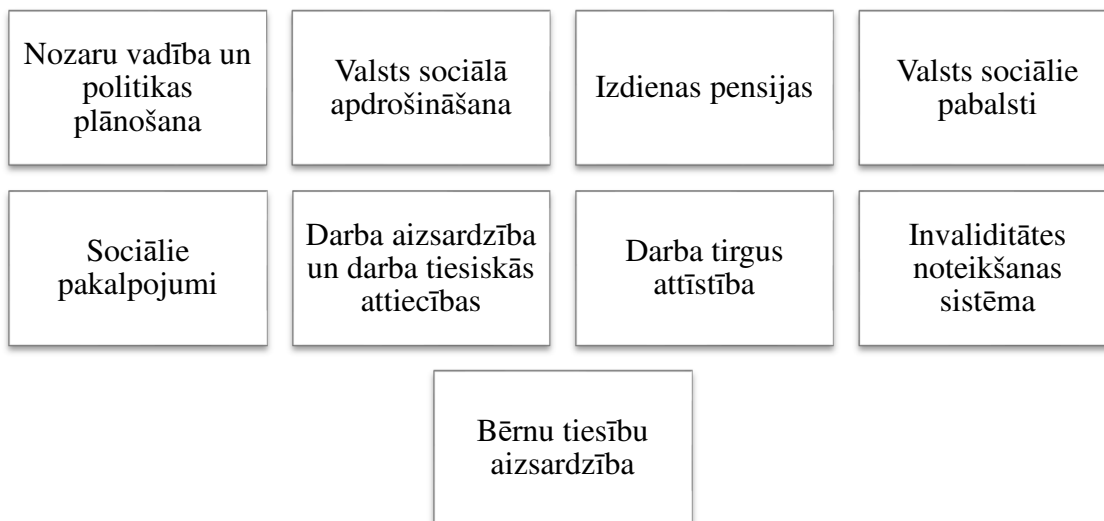 Nozaru vadība un
politikas
plānošana
Valsts sociālā
apdrošināšana
Izdienas pensijas
Valsts sociālie
pabalsti
Sociālie
pakalpojumi
Darba aizsardzība
un darba tiesiskās
attiecības
Darba tirgus
attīstība
Invaliditātes
noteikšanas
sistēma
Bērnu tiesību
aizsardzība